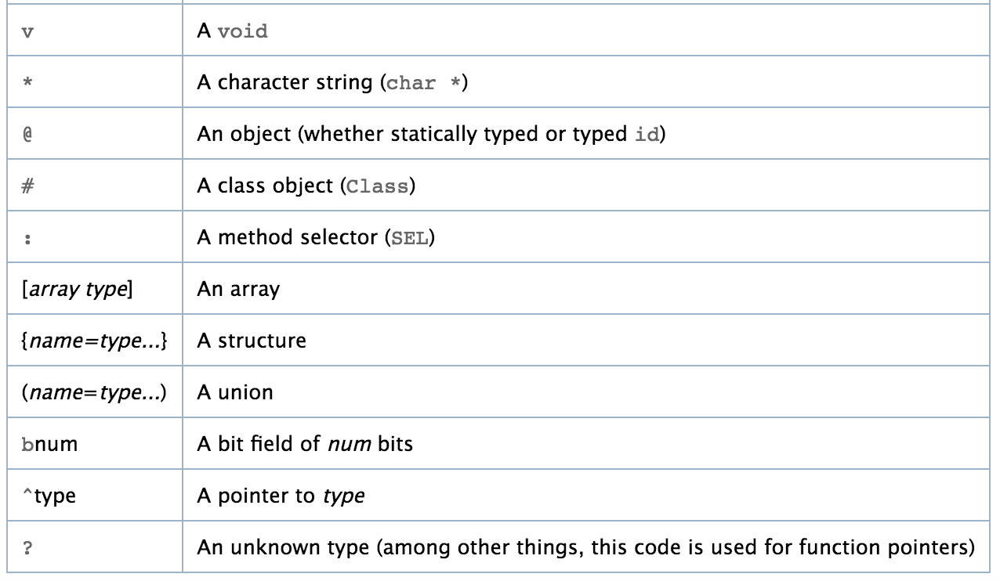 v A void
* A character string (char *)
@ An object (whether statically typed or typed id)
# A class object (Class)
: A method selector (SEL)
[array type] An array
{name=type...} A structure
(name=type...) A union
bnum A bit field of num bits
^type A pointer to type
? An unknown type (among other things, this code is used for function pointers)